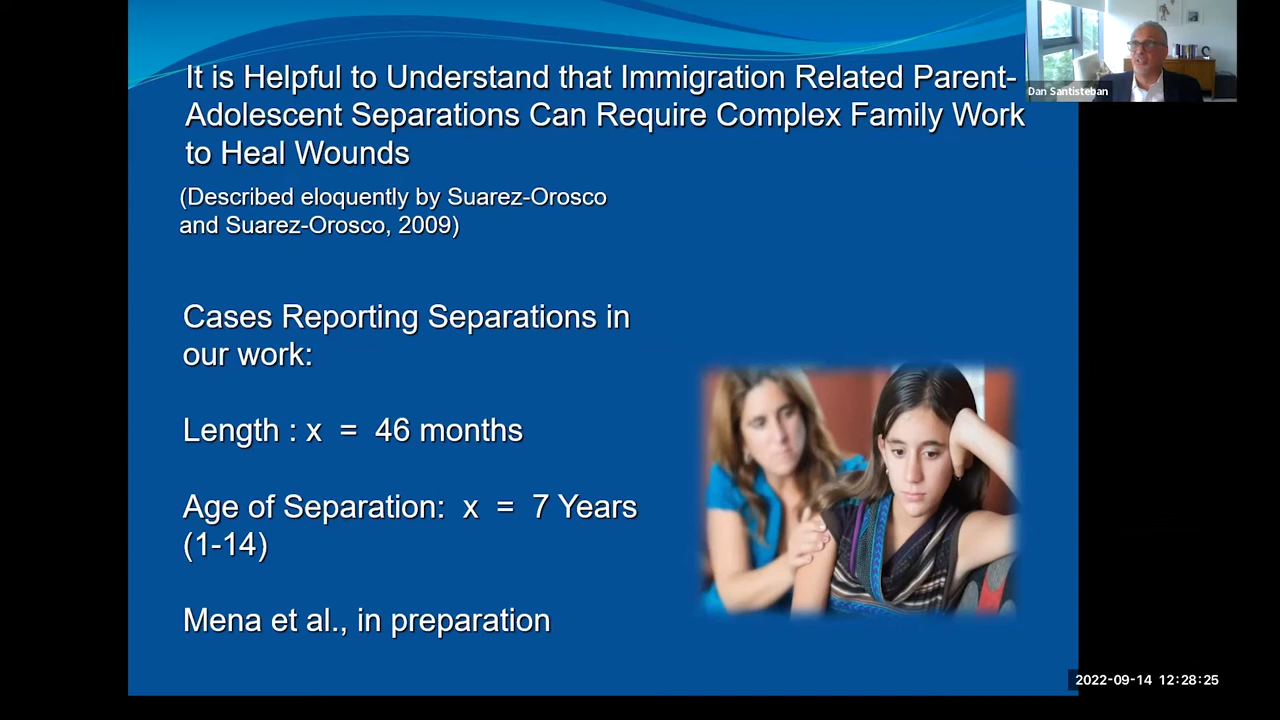 It is Helpful to Understand that Immigration Related Parent-
Adolescent Separations Can Require Complex Family Work
to Heal Wounds
(Described eloquently by Suarez-Orosco
and Suarez-Orosco, 2009)
Cases Reporting Separations in
our work:
Length : x = 46 months
Age of Separation: x = 7 Years
(1-14)
Mena et al., in preparation
Dan Santisteban
2022-09-14 12:28:25